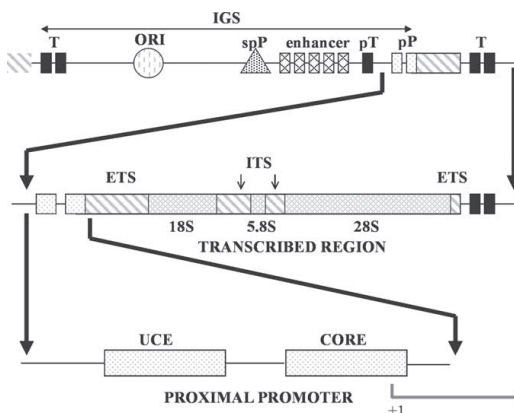 IGS
T ORI spP enhancer pT pP T
ETS ITS ETS
18S 5.8S 28S
TRANSCRIBED REGION
UCE CORE
PROXIMAL PROMOTER
+1